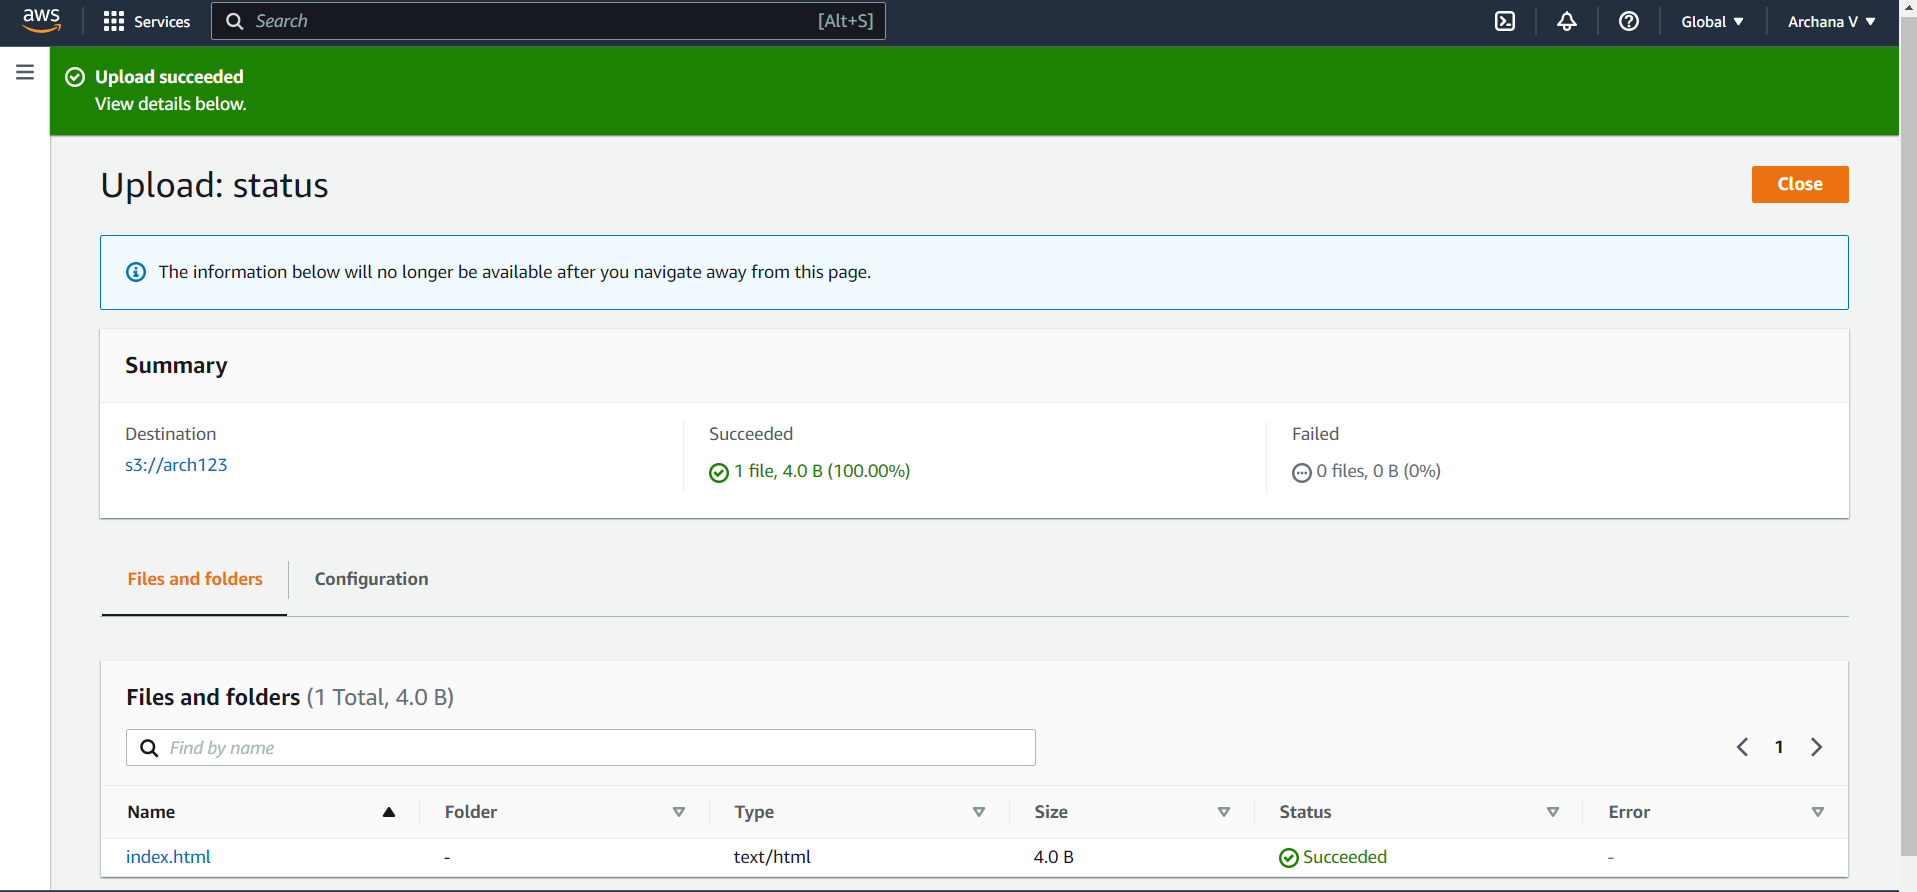 aws Services Search [Alt+S] Global Archana V
Upload succeeded
View details below.
Upload: status Close
The information below will no longer be available after you navigate away from this page.
Summary
Destination Succeeded Failed
s3://arch123 1 file, 4.0 B (100.00%) 0 files, 0 B (0%)
Files and folders Configuration
Files and folders (1 Total, 4.0 B)
Find by name 1
Name Folder Type Size Status Error
index.html - text/html 4.0 B Succeeded -